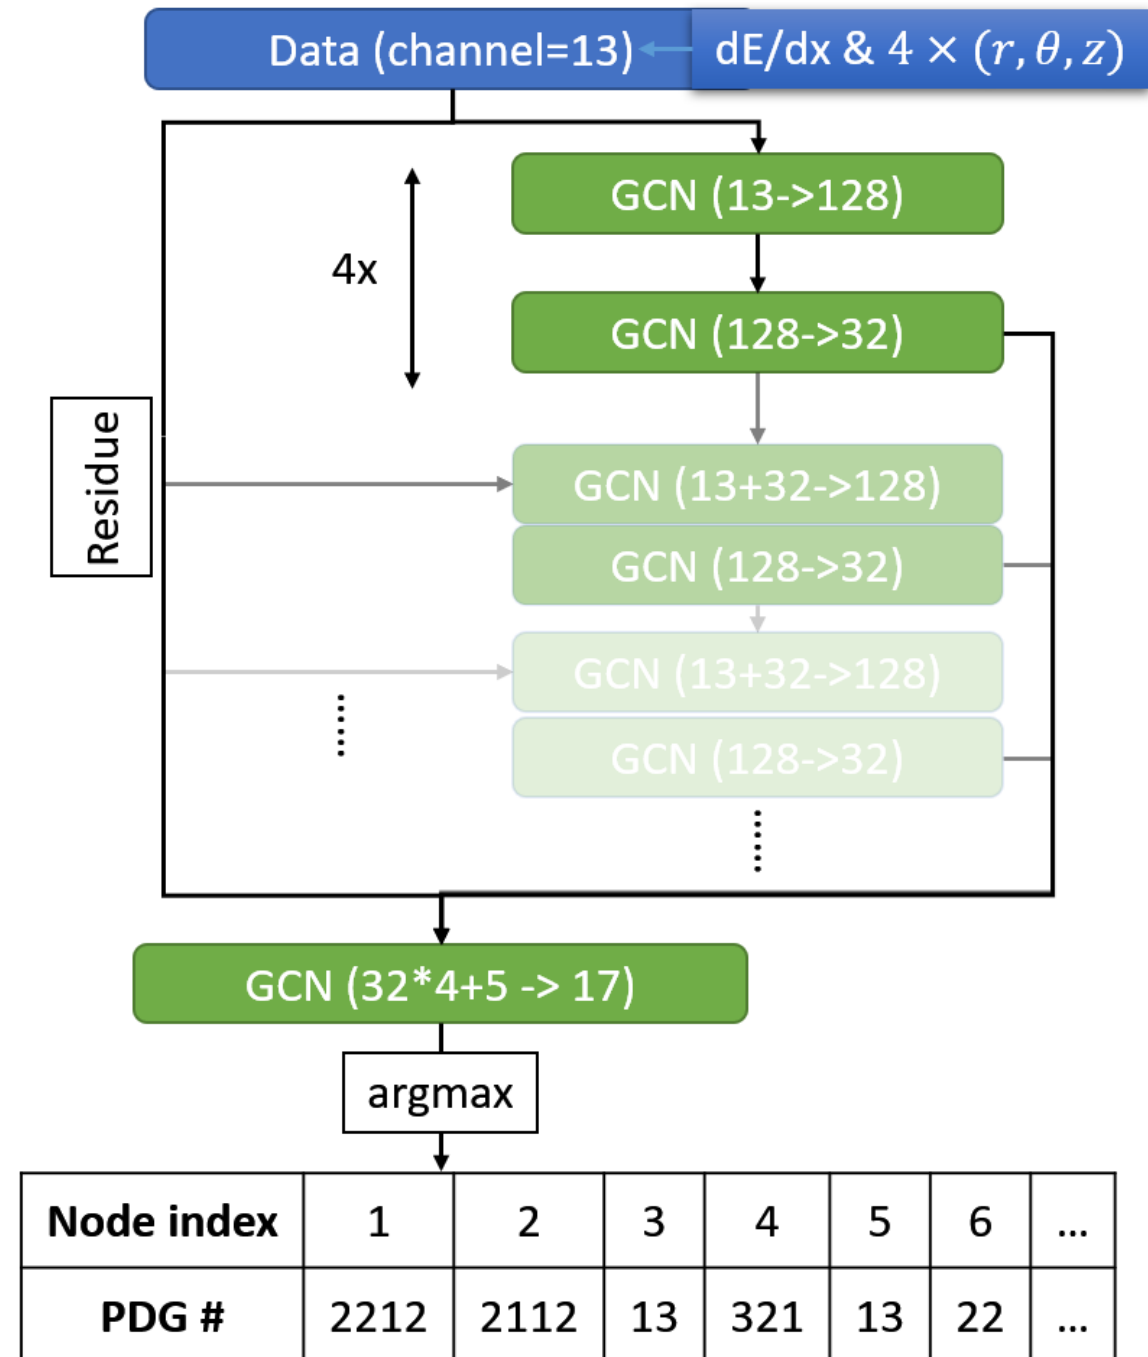 Data (channel=13)
dE/dx & 4 × (r, θ, z)
GCN (13->128)
4x
GCN (128->32)
Residue
GCN (13+32->128)
GCN (128->32)
GCN (13+32->128)
GCN (128->32)
GCN (32*4+5 -> 17)
argmax
Node index 1 2 3 4 5 6 ...
PDG # 2212 2112 13 321 13 22 ...